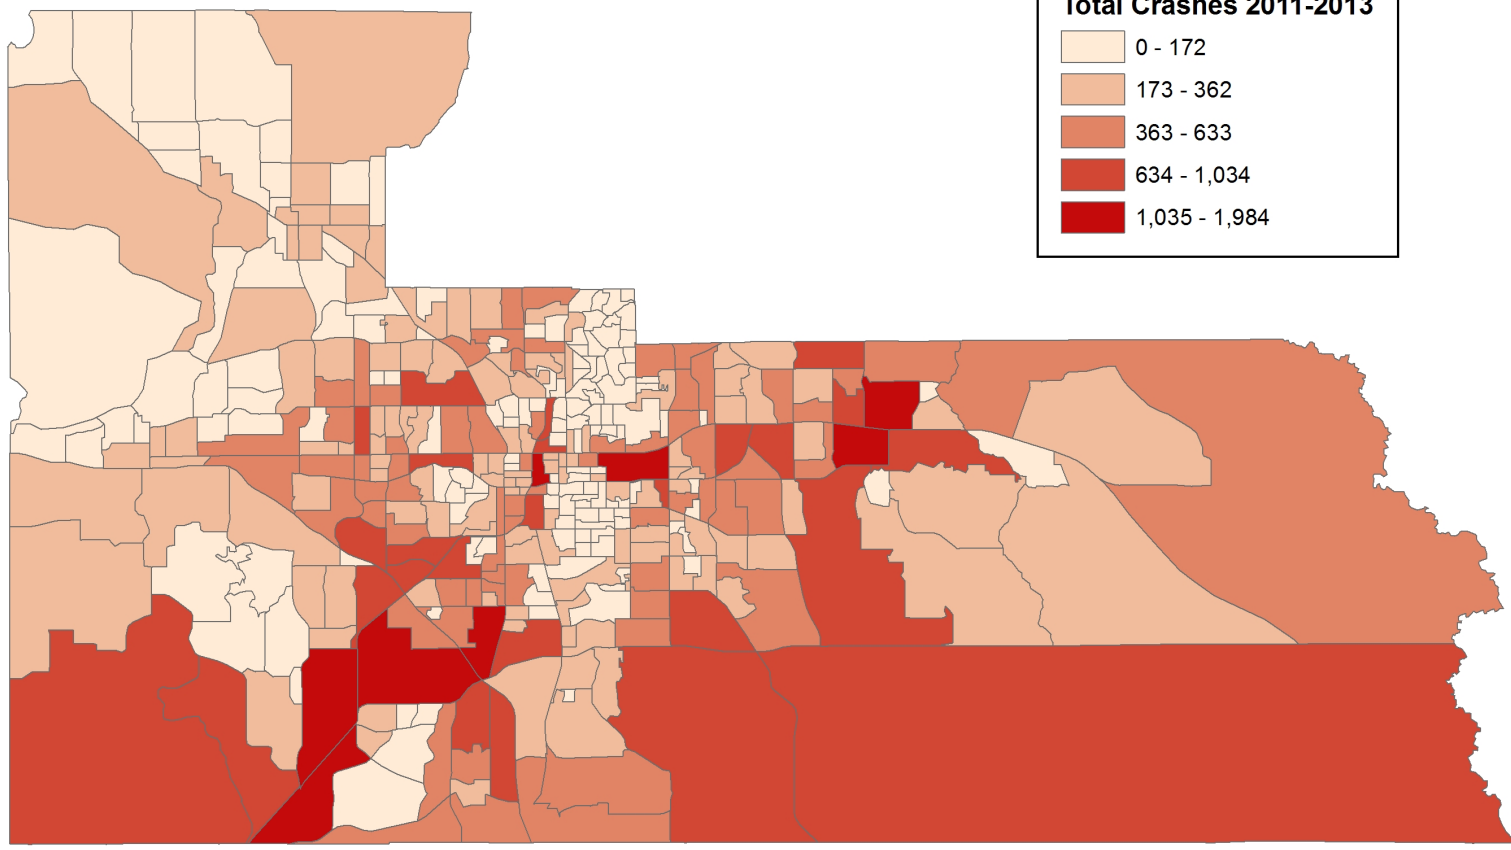 Total Crashes 2011-2013
0 - 172
173 - 362
363 - 633
634 - 1,034
1,035 - 1,984